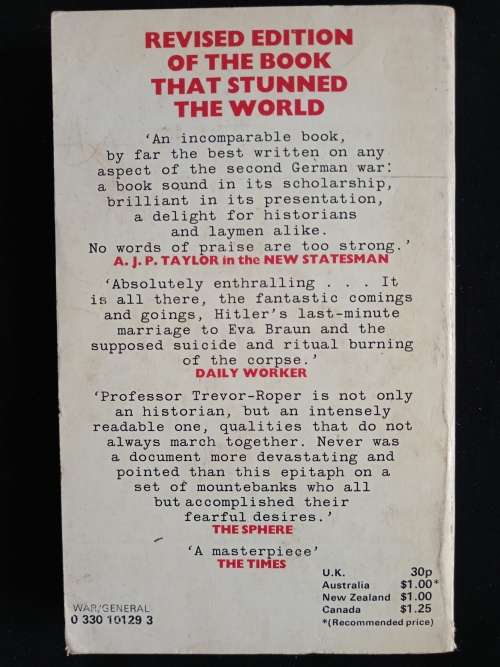 REVISED EDITION
OF THE BOOK
THAT STUNNED
THE WORLD
‘An incomparable book,
by far the best written on any
aspect of the second German war:
a book sound in its scholarship,
brilliant in its presentation,
a delight for historians
and laymen alike.
No words of praise are too strong.’
A. J. P. TAYLOR in the NEW STATESMAN
‘Absolutely enthralling . . . It
is all there, the fantastic comings
and goings, Hitler’s last-minute
marriage to Eva Braun and the
supposed suicide and ritual burning
of the corpse.’
DAILY WORKER
‘Professor Trevor-Roper is not only
an historian, but an intensely
readable one, qualities that do not
always march together. Never was
a document more devastating and
pointed than this epitaph on a
set of mountebanks who all
but accomplished their
fearful desires.’
THE SPHERE
‘A masterpiece’
THE TIMES
U.K. 30p
Australia $1.00*
New Zealand $1.00
Canada $1.25
*(Recommended price)
WAR/GENERAL
0 330 10129 3